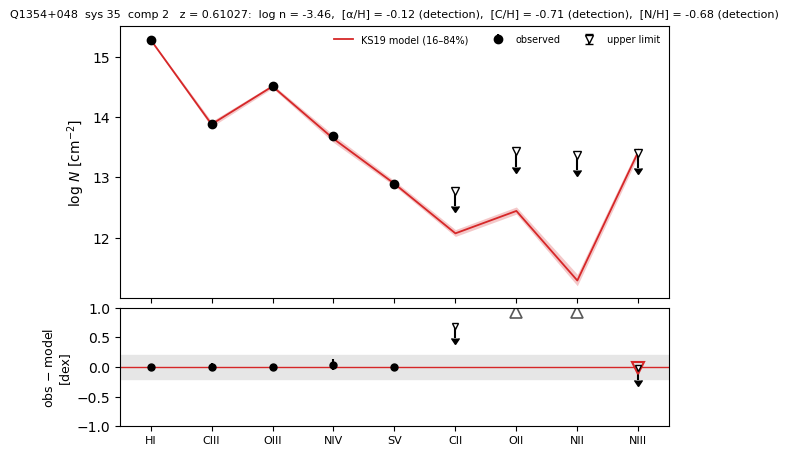 Q1354+048  sys 35  comp 2   z = 0.61027:  log n = -3.46,  [α/H] = -0.12 (detection),  [C/H] = -0.71 (detection),  [N/H] = -0.68 (detection)
KS19 model (16–84%)
observed
upper limit
log N [cm⁻²]
15
14
13
12
obs − model
[dex]
1.0
0.5
0.0
−0.5
−1.0
HI
CIII
OIII
NIV
SV
CII
OII
NII
NIII